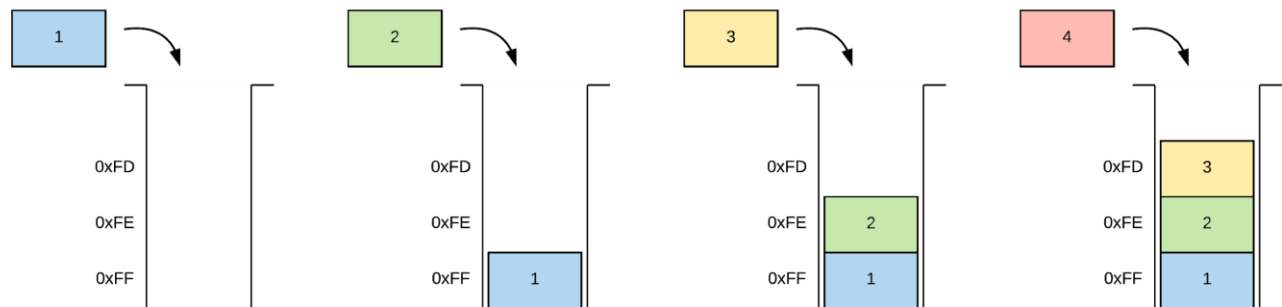 1 2 3 4
0xFD 0xFD 0xFD 0xFD 3
0xFE 0xFE 0xFE 2 0xFE 2
0xFF 0xFF 1 0xFF 1 0xFF 1